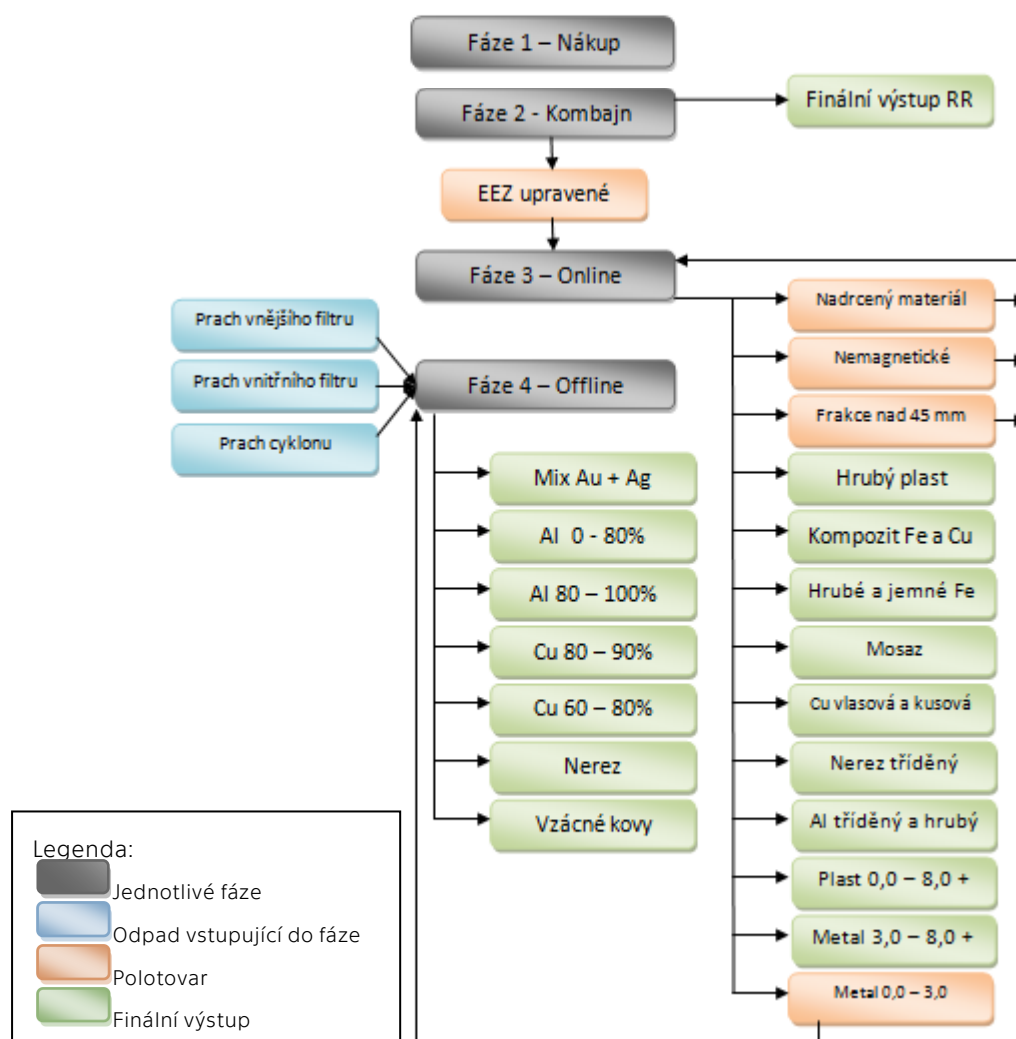 Fáze 1 – Nákup
Fáze 2 - Kombajn
Finální výstup RR
EEZ upravené
Fáze 3 – Online
Nadrcený materiál
Nemagnetické
Frakce nad 45 mm
Hrubý plast
Kompozit Fe a Cu
Hrubé a jemné Fe
Mosaz
Cu vlasová a kusová
Nerez tříděný
Al tříděný a hrubý
Plast 0,0 – 8,0 +
Metal 3,0 – 8,0 +
Metal 0,0 – 3,0
Prach vnějšího filtru
Prach vnitřního filtru
Prach cyklonu
Fáze 4 – Offline
Mix Au + Ag
Al 0 - 80%
Al 80 – 100%
Cu 80 – 90%
Cu 60 – 80%
Nerez
Vzácné kovy
Legenda:
Jednotlivé fáze
Odpad vstupující do fáze
Polotovar
Finální výstup